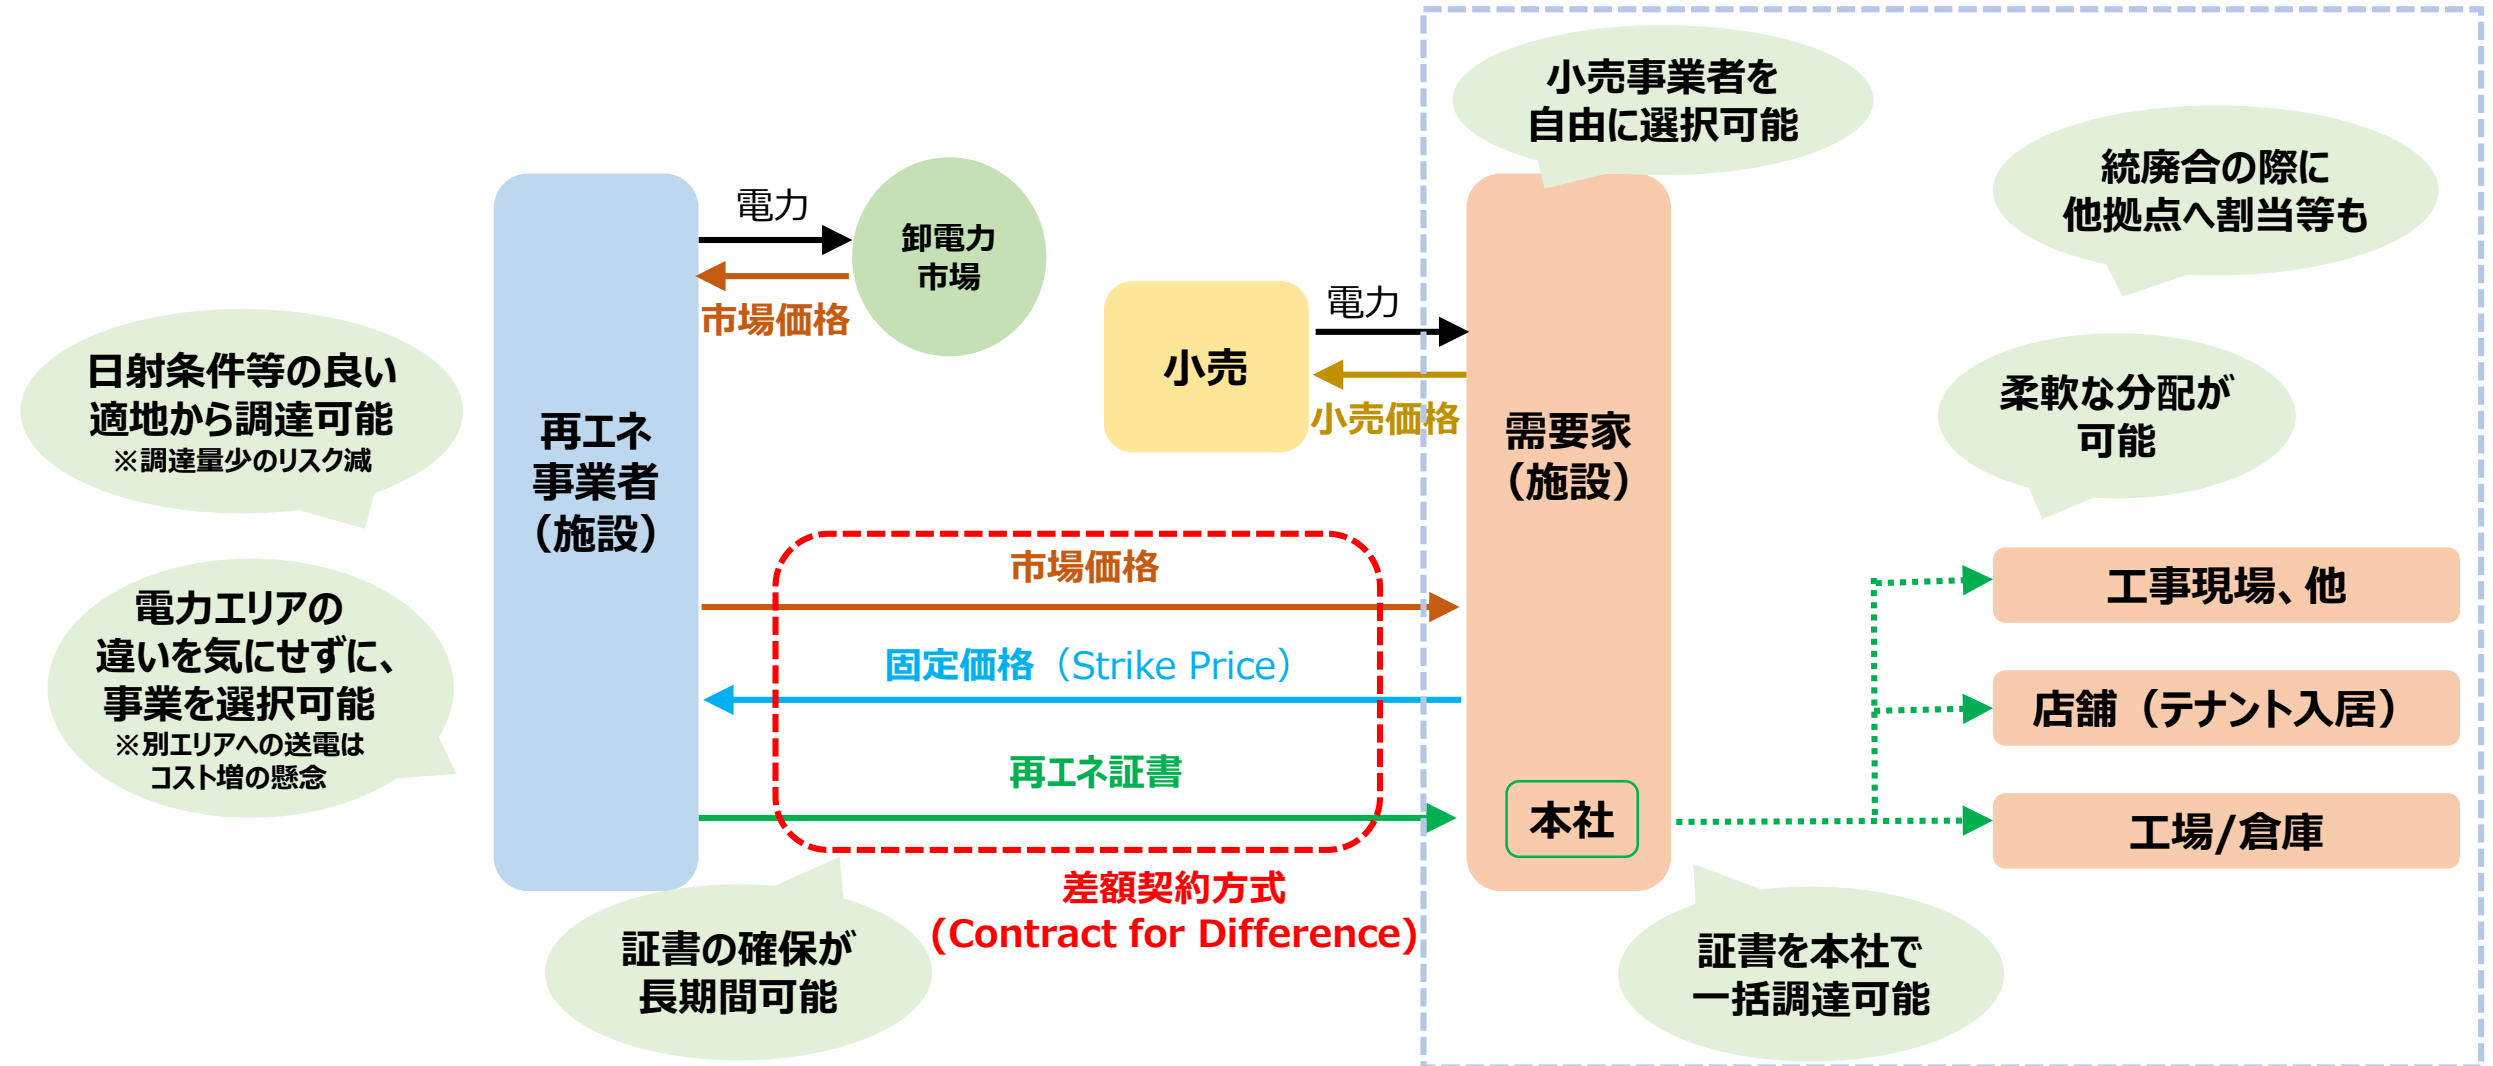 小売事業者を
自由に選択可能
統廃合の際に
他拠点へ割当等も
電力
卸電力
市場
市場価格
電力
小売
小売価格
日射条件等の良い
適地から調達可能
※調達量少のリスク減
再エネ
事業者
（施設）
需要家
（施設）
柔軟な分配が
可能
市場価格
電力エリアの
違いを気にせずに、
事業を選択可能
※別エリアへの送電は
コスト増の懸念
固定価格（Strike Price）
再エネ証書
本社
工事現場、他
店舗（テナント入居）
工場/倉庫
差額契約方式
（Contract for Difference）
証書の確保が
長期間可能
証書を本社で
一括調達可能